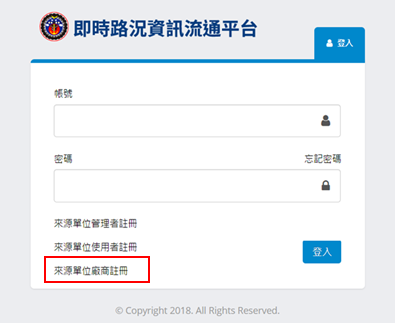 即時路況資訊流通平台
登入
帳號
密碼 忘記密碼
來源單位管理者註冊
來源單位使用者註冊
登入
來源單位廠商註冊
© Copyright 2018. All Rights Reserved.